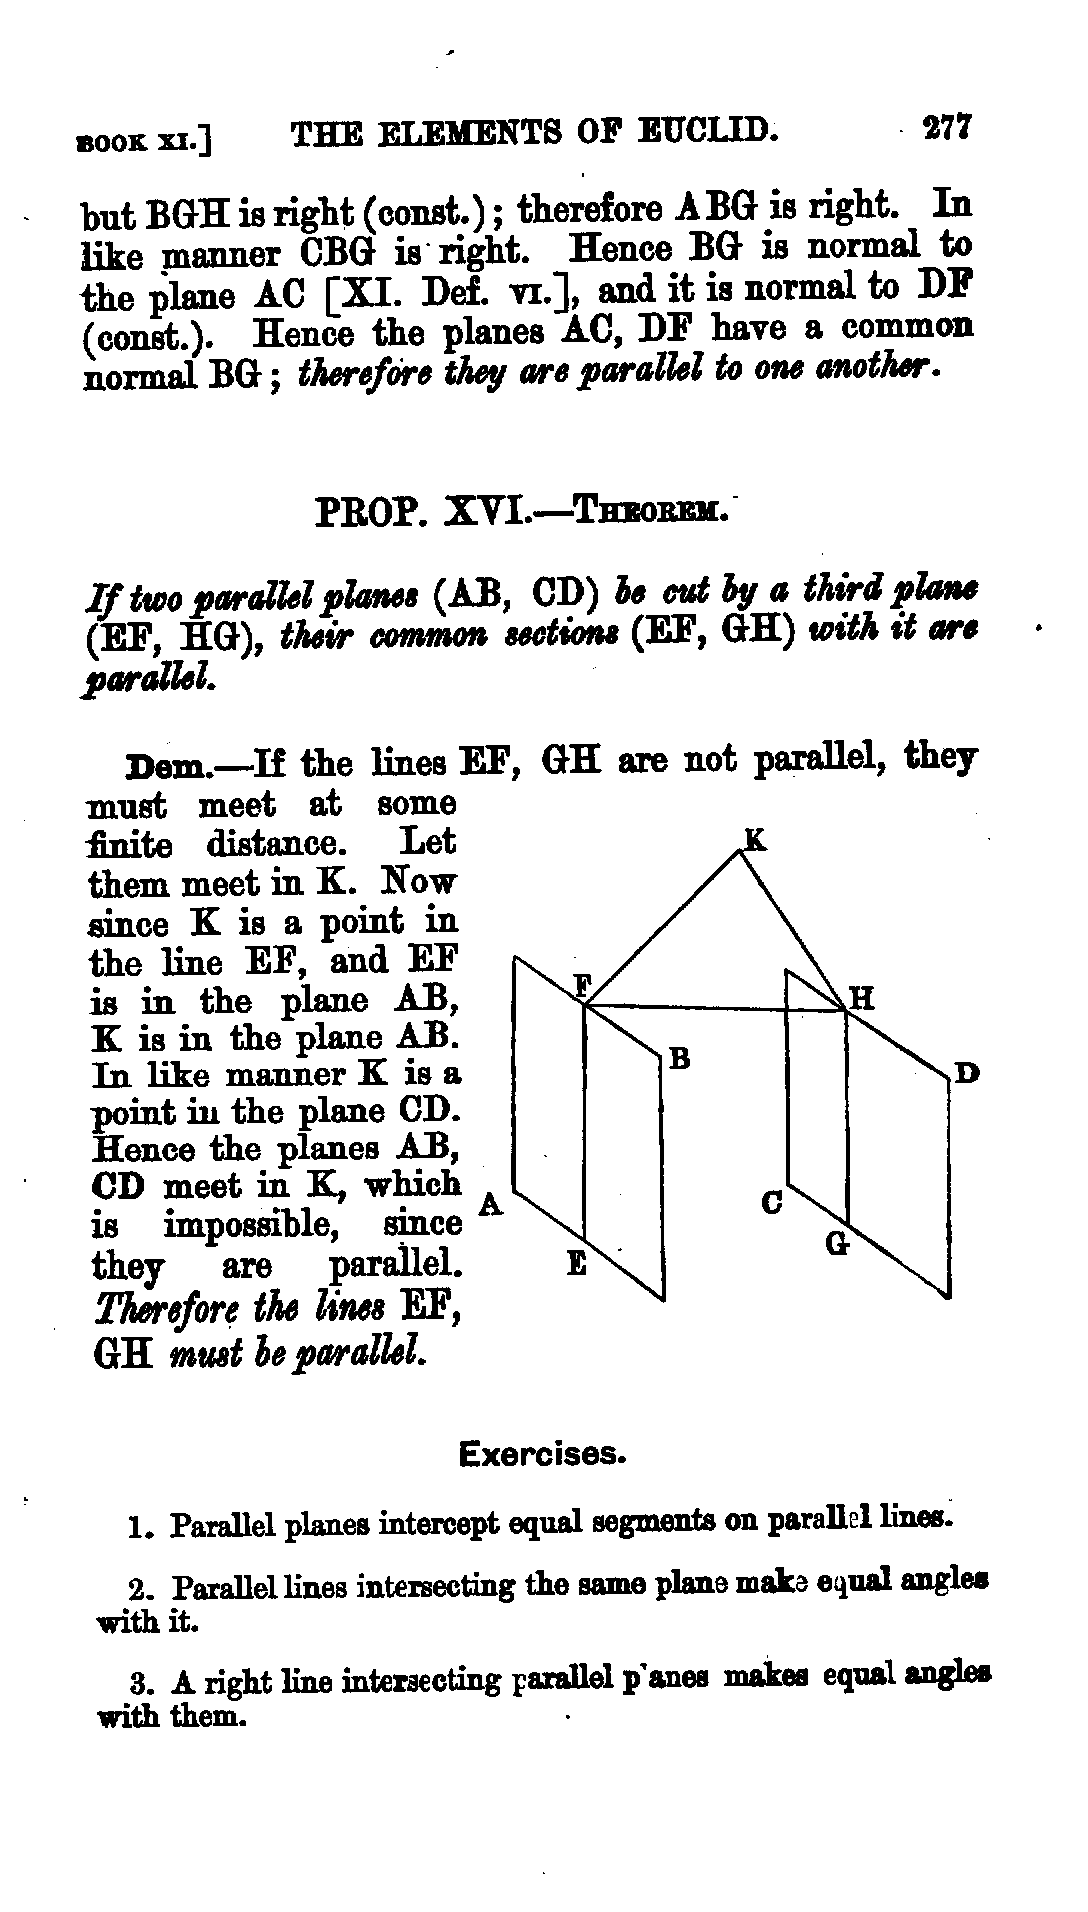 BOOK XI.] THE ELEMENTS OF EUCLID. 277
but BGH is right (const.); therefore ABG is right. In
like manner CBG is right. Hence BG is normal to
the plane AC [XI. Def. VI.], and it is normal to DF
(const.). Hence the planes AC, DF have a common
normal BG; therefore they are parallel to one another.
PROP. XVI.—THEOREM.
If two parallel planes (AB, CD) be cut by a third plane
(EF, HG), their common sections (EF, GH) with it are
parallel.
Dem.—If the lines EF, GH are not parallel, they
must meet at some
finite distance. Let
them meet in K. Now
since K is a point in
the line EF, and EF
is in the plane AB,
K is in the plane AB.
In like manner K is a
point in the plane CD.
Hence the planes AB,
CD meet in K, which
is impossible, since
they are parallel.
Therefore the lines EF,
GH must be parallel.
K
F
H
B
D
A
C
G
E
Exercises.
1. Parallel planes intercept equal segments on parallel lines.
2. Parallel lines intersecting the same plane make equal angles
with it.
3. A right line intersecting parallel planes makes equal angles
with them.